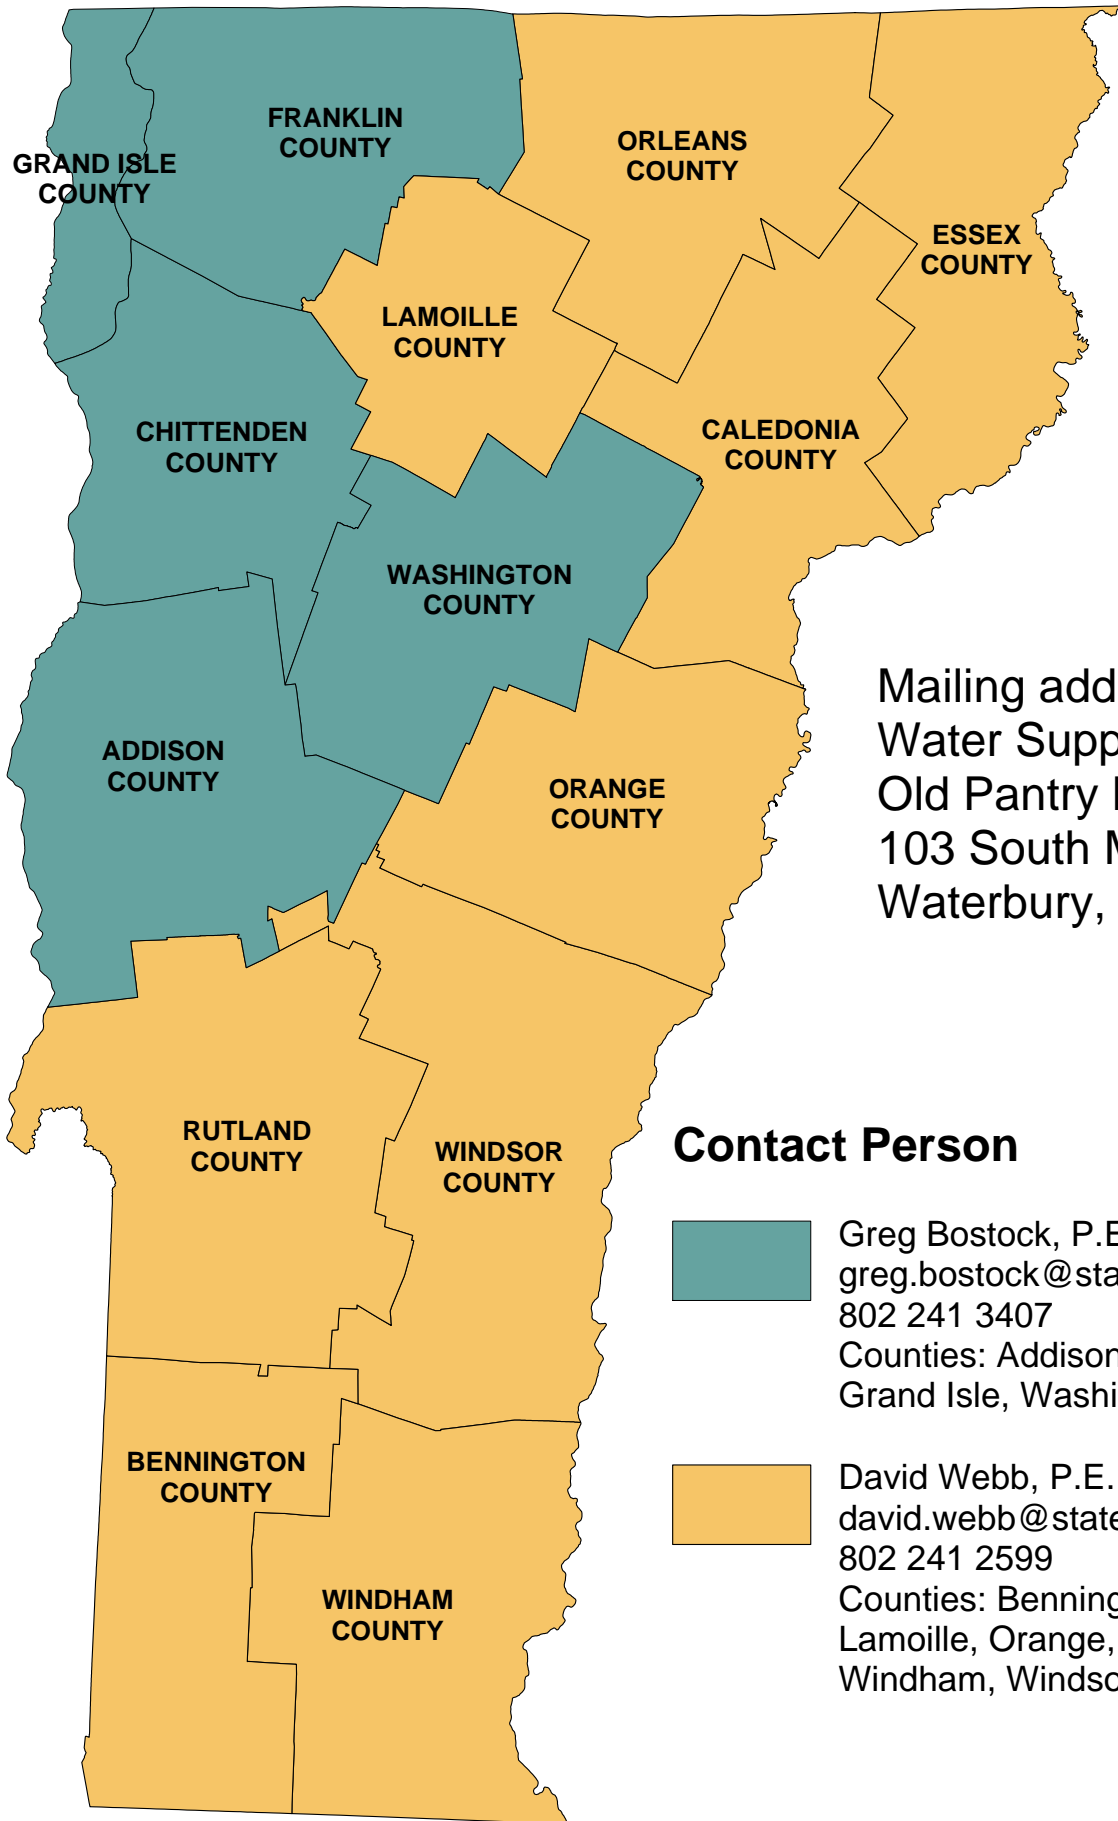 FRANKLIN
COUNTY
ORLEANS
COUNTY
GRAND ISLE
COUNTY
ESSEX
COUNTY
LAMOILLE
COUNTY
CHITTENDEN
COUNTY
CALEDONIA
COUNTY
WASHINGTON
COUNTY
ADDISON
COUNTY
ORANGE
COUNTY
RUTLAND
COUNTY
WINDSOR
COUNTY
BENNINGTON
COUNTY
WINDHAM
COUNTY
Mailing add
Water Supp
Old Pantry
103 South
Waterbury,
Contact Person
Greg Bostock, P.E
greg.bostock@sta
802 241 3407
Counties: Addison
Grand Isle, Washi
David Webb, P.E.
david.webb@state
802 241 2599
Counties: Benning
Lamoille, Orange,
Windham, Windso